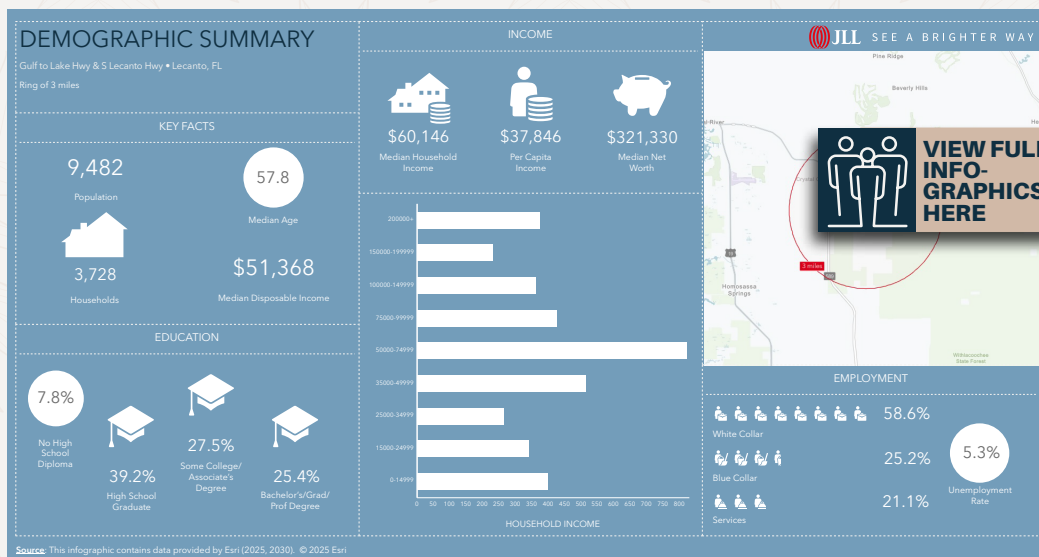 DEMOGRAPHIC SUMMARY
Gulf to Lake Hwy & S Lecanto Hwy • Lecanto, FL
Ring of 3 miles
KEY FACTS
9,482
Population
57.8
Median Age
3,728
Households
$51,368
Median Disposable Income
EDUCATION
7.8%
No High
School
Diploma
39.2%
High School
Graduate
27.5%
Some College/
Associate's
Degree
25.4%
Bachelor's/Grad/
Prof Degree
INCOME
$60,146
Median Household
Income
$37,846
Per Capita
Income
$321,330
Median Net
Worth
200000+
150000-199999
100000-149999
75000-99999
50000-74999
35000-49999
25000-34999
15000-24999
0-14999
0 50 100 150 200 250 300 350 400 450 500 550 600 650 700 750 800
HOUSEHOLD INCOME
JLL SEE A BRIGHTER WAY
Pine Ridge
Beverly Hills
River
VIEW FULL
INFO-
GRAPHICS
HERE
3 miles
Homosassa
Springs
Withlacoochee
State Forest
EMPLOYMENT
58.6%
White Collar
25.2%
Blue Collar
21.1%
Services
5.3%
Unemployment
Rate
Source: This infographic contains data provided by Esri (2025, 2030). © 2025 Esri